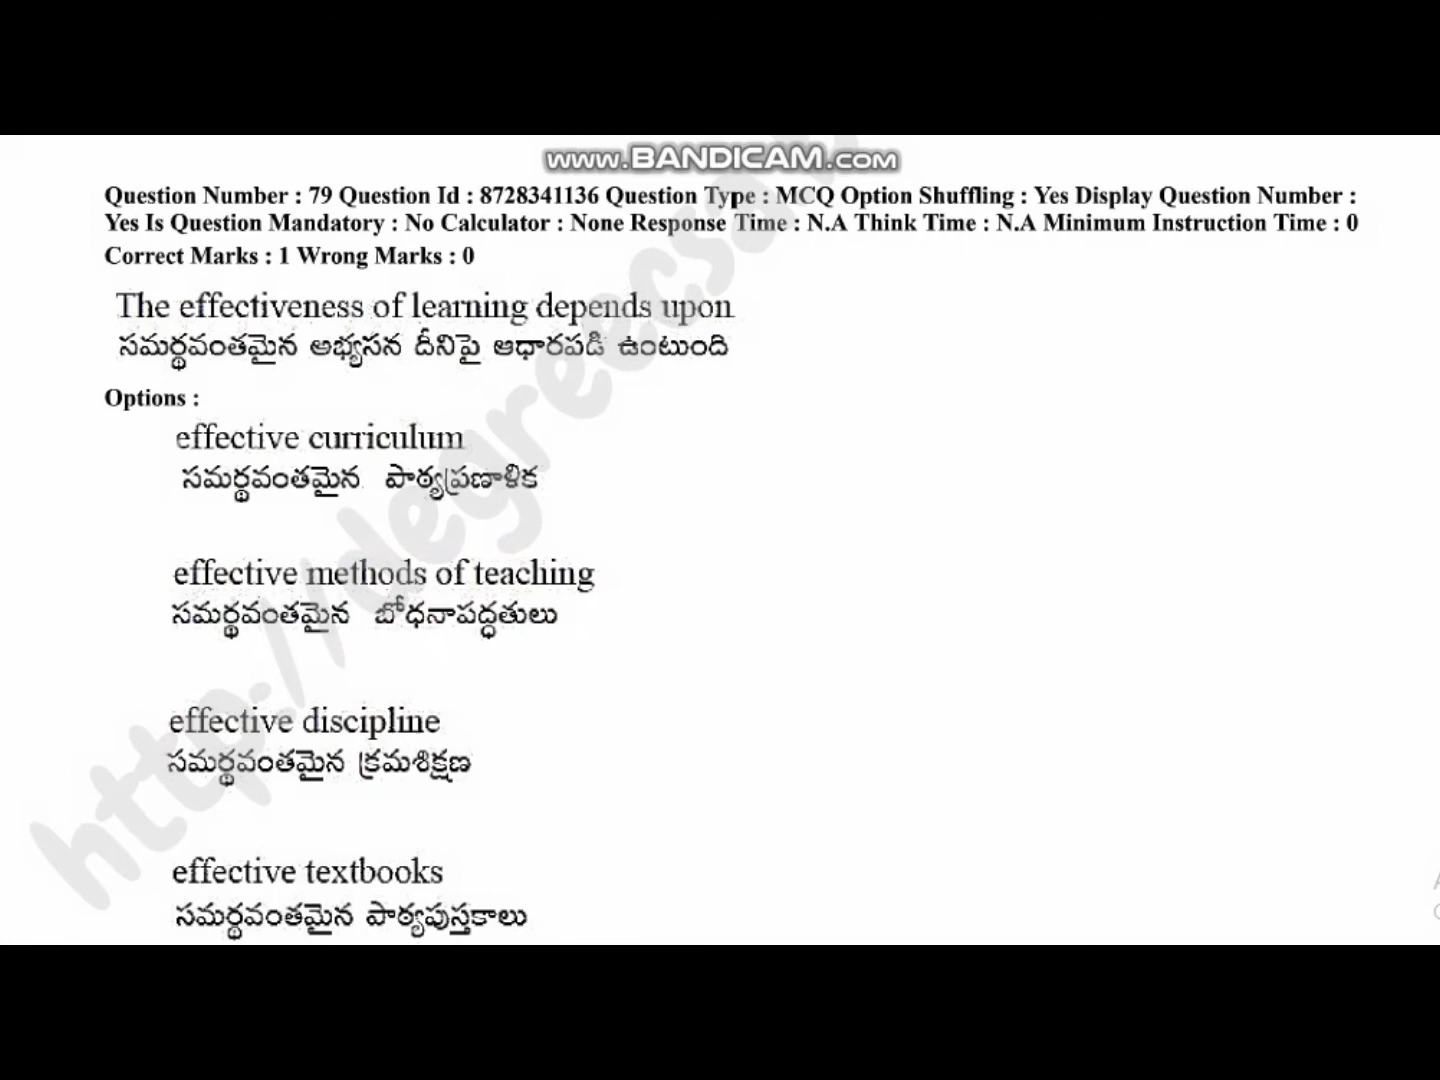 www.BANDICAM.com
Question Number : 79 Question Id : 8728341136 Question Type : MCQ Option Shuffling : Yes Display Question Number :
Yes Is Question Mandatory : No Calculator : None Response Time : N.A Think Time : N.A Minimum Instruction Time : 0
Correct Marks : 1 Wrong Marks : 0
The effectiveness of learning depends upon
సమర్థవంతమైన అభ్యసన దీనిపై ఆధారపడి ఉంటుంది
Options :
effective curriculum
సమర్థవంతమైన పాఠ్యప్రణాళిక
effective methods of teaching
సమర్థవంతమైన బోధనాపద్ధతులు
effective discipline
సమర్థవంతమైన క్రమశిక్షణ
effective textbooks
సమర్థవంతమైన పాఠ్యపుస్తకాలు